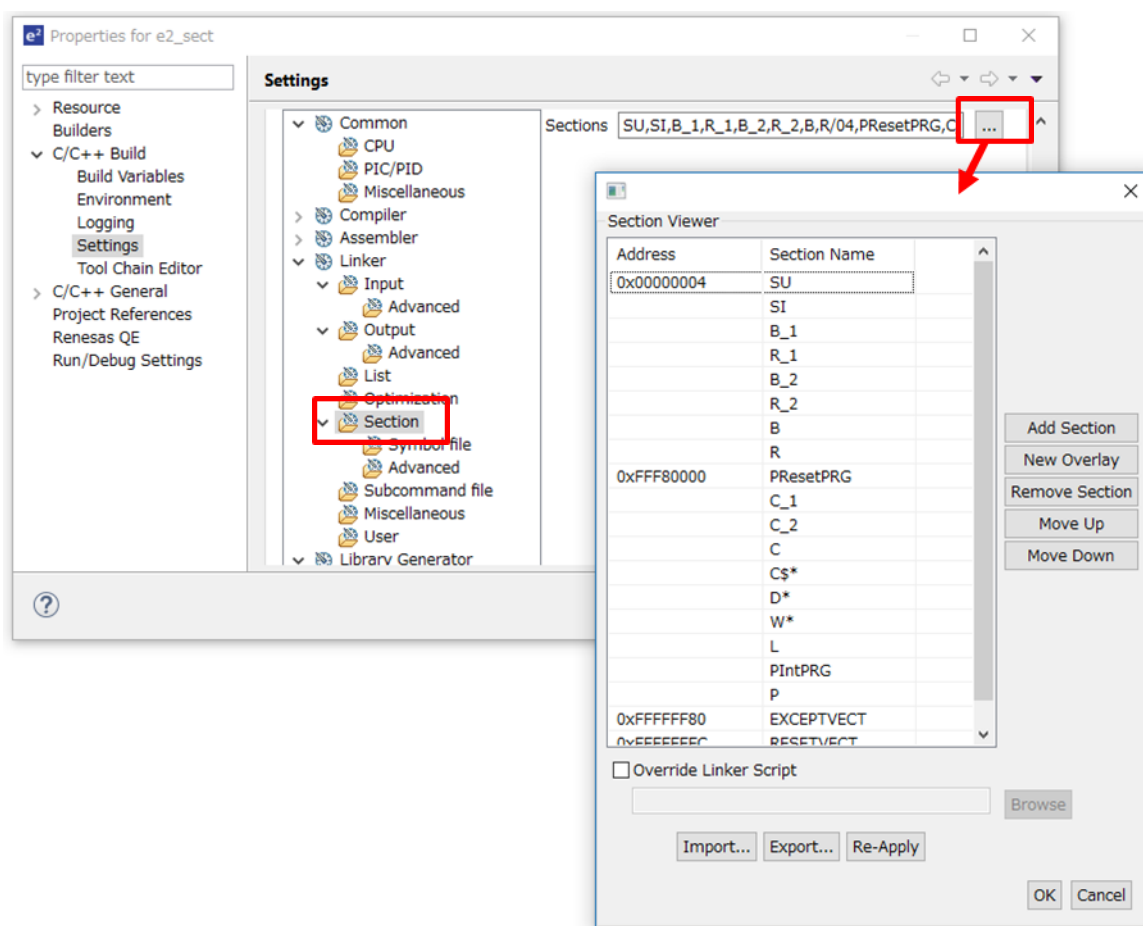 e² Properties for e2_sect
type filter text
Resource
Builders
C/C++ Build
Build Variables
Environment
Logging
Settings
Tool Chain Editor
C/C++ General
Project References
Renesas QE
Run/Debug Settings
Settings
Common
CPU
PIC/PID
Miscellaneous
Compiler
Assembler
Linker
Input
Advanced
Output
Advanced
List
Optimization
Section
Symbol file
Advanced
Subcommand file
Miscellaneous
User
Library Generator
Sections SU,SI,B_1,R_1,B_2,R_2,B,R/04,PResetPRG,C ...
Section Viewer
Address Section Name
0x00000004 SU
SI
B_1
R_1
B_2
R_2
B
R
0xFFF80000 PResetPRG
C_1
C_2
C
C$*
D*
W*
L
PIntPRG
P
0xFFFFFF80 EXCEPTVECT
0xFFFFFFFC RESETVECT
Add Section
New Overlay
Remove Section
Move Up
Move Down
Override Linker Script
Browse
Import... Export... Re-Apply
OK Cancel
?